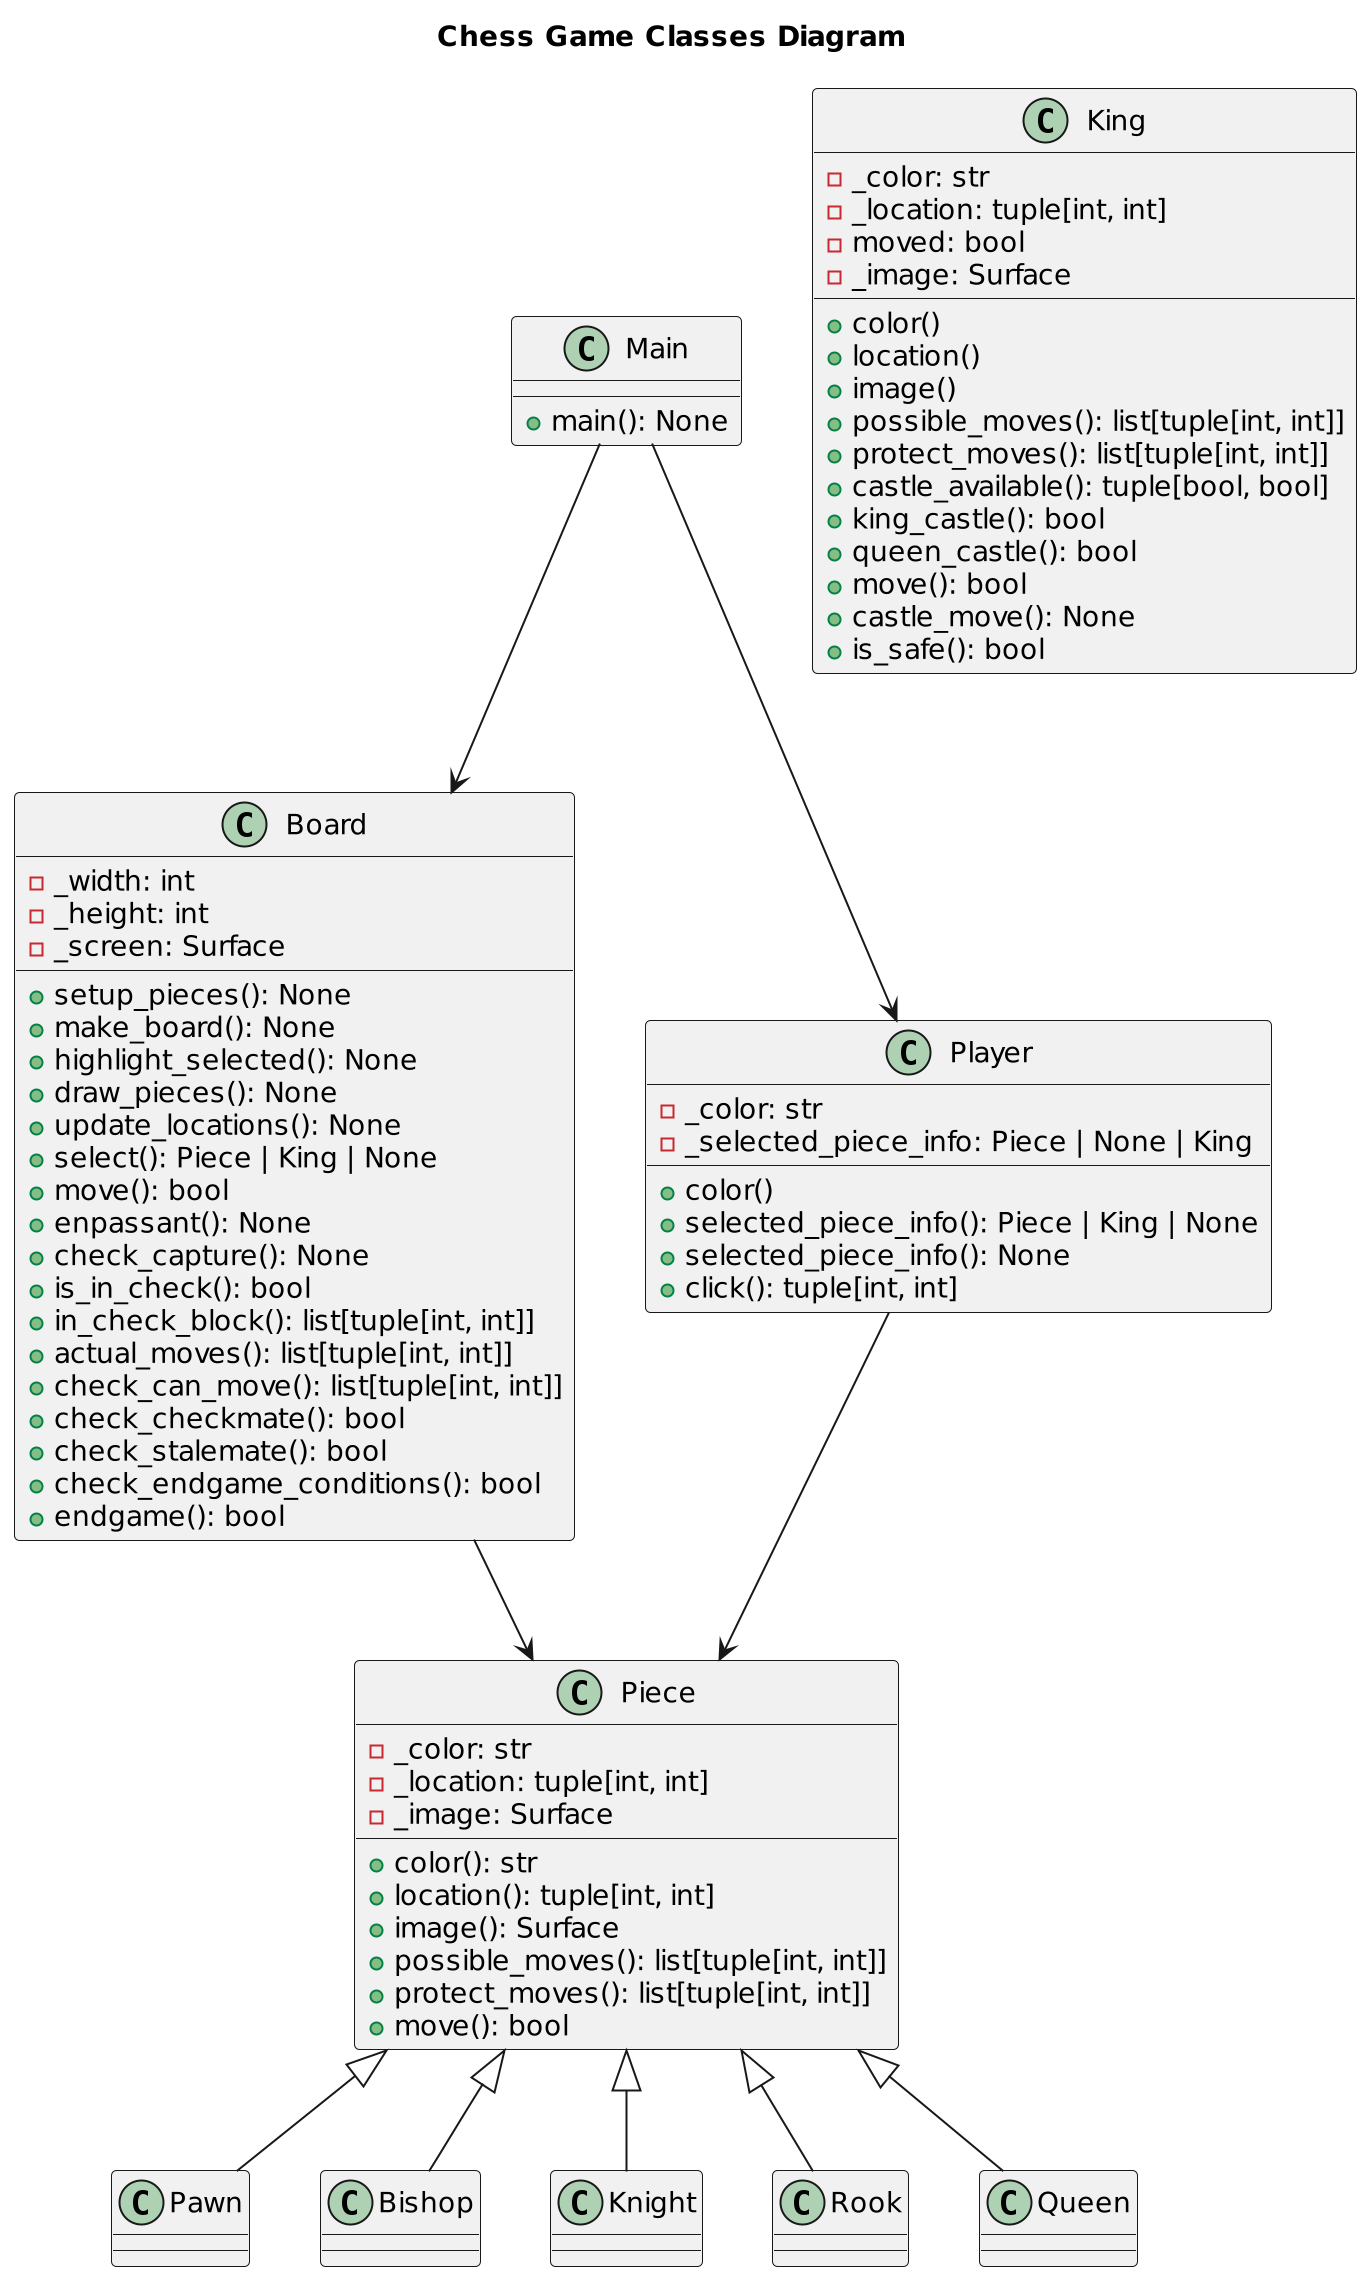 Chess Game Classes Diagram
C King
_color: str
_location: tuple[int, int]
moved: bool
_image: Surface
color()
location()
image()
possible_moves(): list[tuple[int, int]]
protect_moves(): list[tuple[int, int]]
castle_available(): tuple[bool, bool]
king_castle(): bool
queen_castle(): bool
move(): bool
castle_move(): None
is_safe(): bool
C Main
main(): None
C Board
_width: int
_height: int
_screen: Surface
setup_pieces(): None
make_board(): None
highlight_selected(): None
draw_pieces(): None
update_locations(): None
select(): Piece | King | None
move(): bool
enpassant(): None
check_capture(): None
is_in_check(): bool
in_check_block(): list[tuple[int, int]]
actual_moves(): list[tuple[int, int]]
check_can_move(): list[tuple[int, int]]
check_checkmate(): bool
check_stalemate(): bool
check_endgame_conditions(): bool
endgame(): bool
C Player
_color: str
_selected_piece_info: Piece | None | King
color()
selected_piece_info(): Piece | King | None
selected_piece_info(): None
click(): tuple[int, int]
C Piece
_color: str
_location: tuple[int, int]
_image: Surface
color(): str
location(): tuple[int, int]
image(): Surface
possible_moves(): list[tuple[int, int]]
protect_moves(): list[tuple[int, int]]
move(): bool
C Pawn
C Bishop
C Knight
C Rook
C Queen